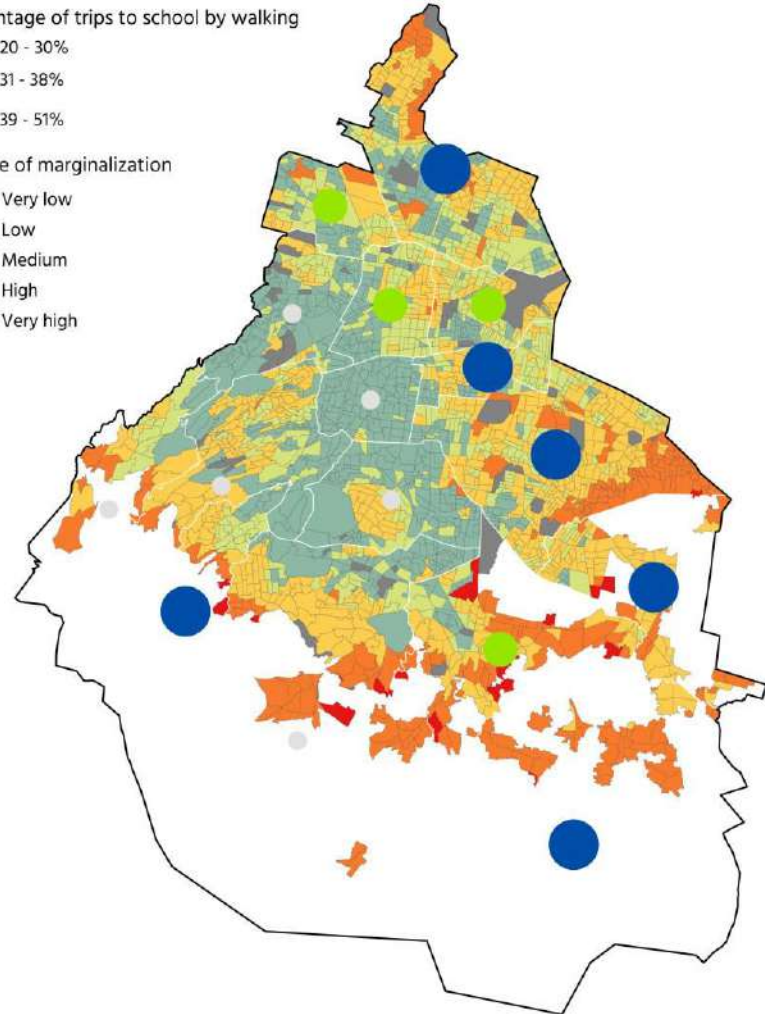 ntage of trips to school by walking
20 - 30%
31 - 38%
39 - 51%
e of marginalization
Very low
Low
Medium
High
Very high